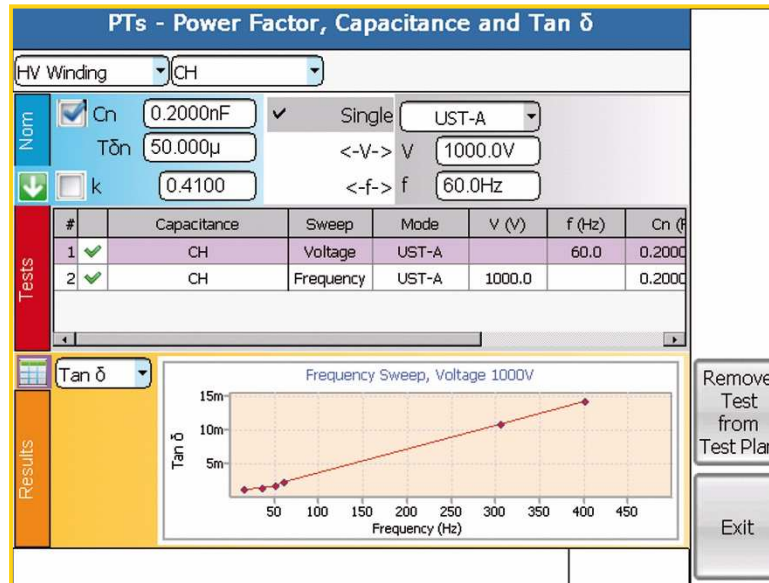 PTs - Power Factor, Capacitance and Tan δ
HV Winding CH
Nom
Cn 0.2000nF Single UST-A
Tδn 50.000µ <-V-> V 1000.0V
k 0.4100 <-f-> f 60.0Hz
Tests
# Capacitance Sweep Mode V (V) f (Hz) Cn (F
1 CH Voltage UST-A 60.0 0.2000
2 CH Frequency UST-A 1000.0 0.2000
Tan δ
Results
Frequency Sweep, Voltage 1000V
Tan δ
15m
10m
5m
50 100 150 200 250 300 350 400 450
Frequency (Hz)
Remove
Test
from
Test Plan
Exit